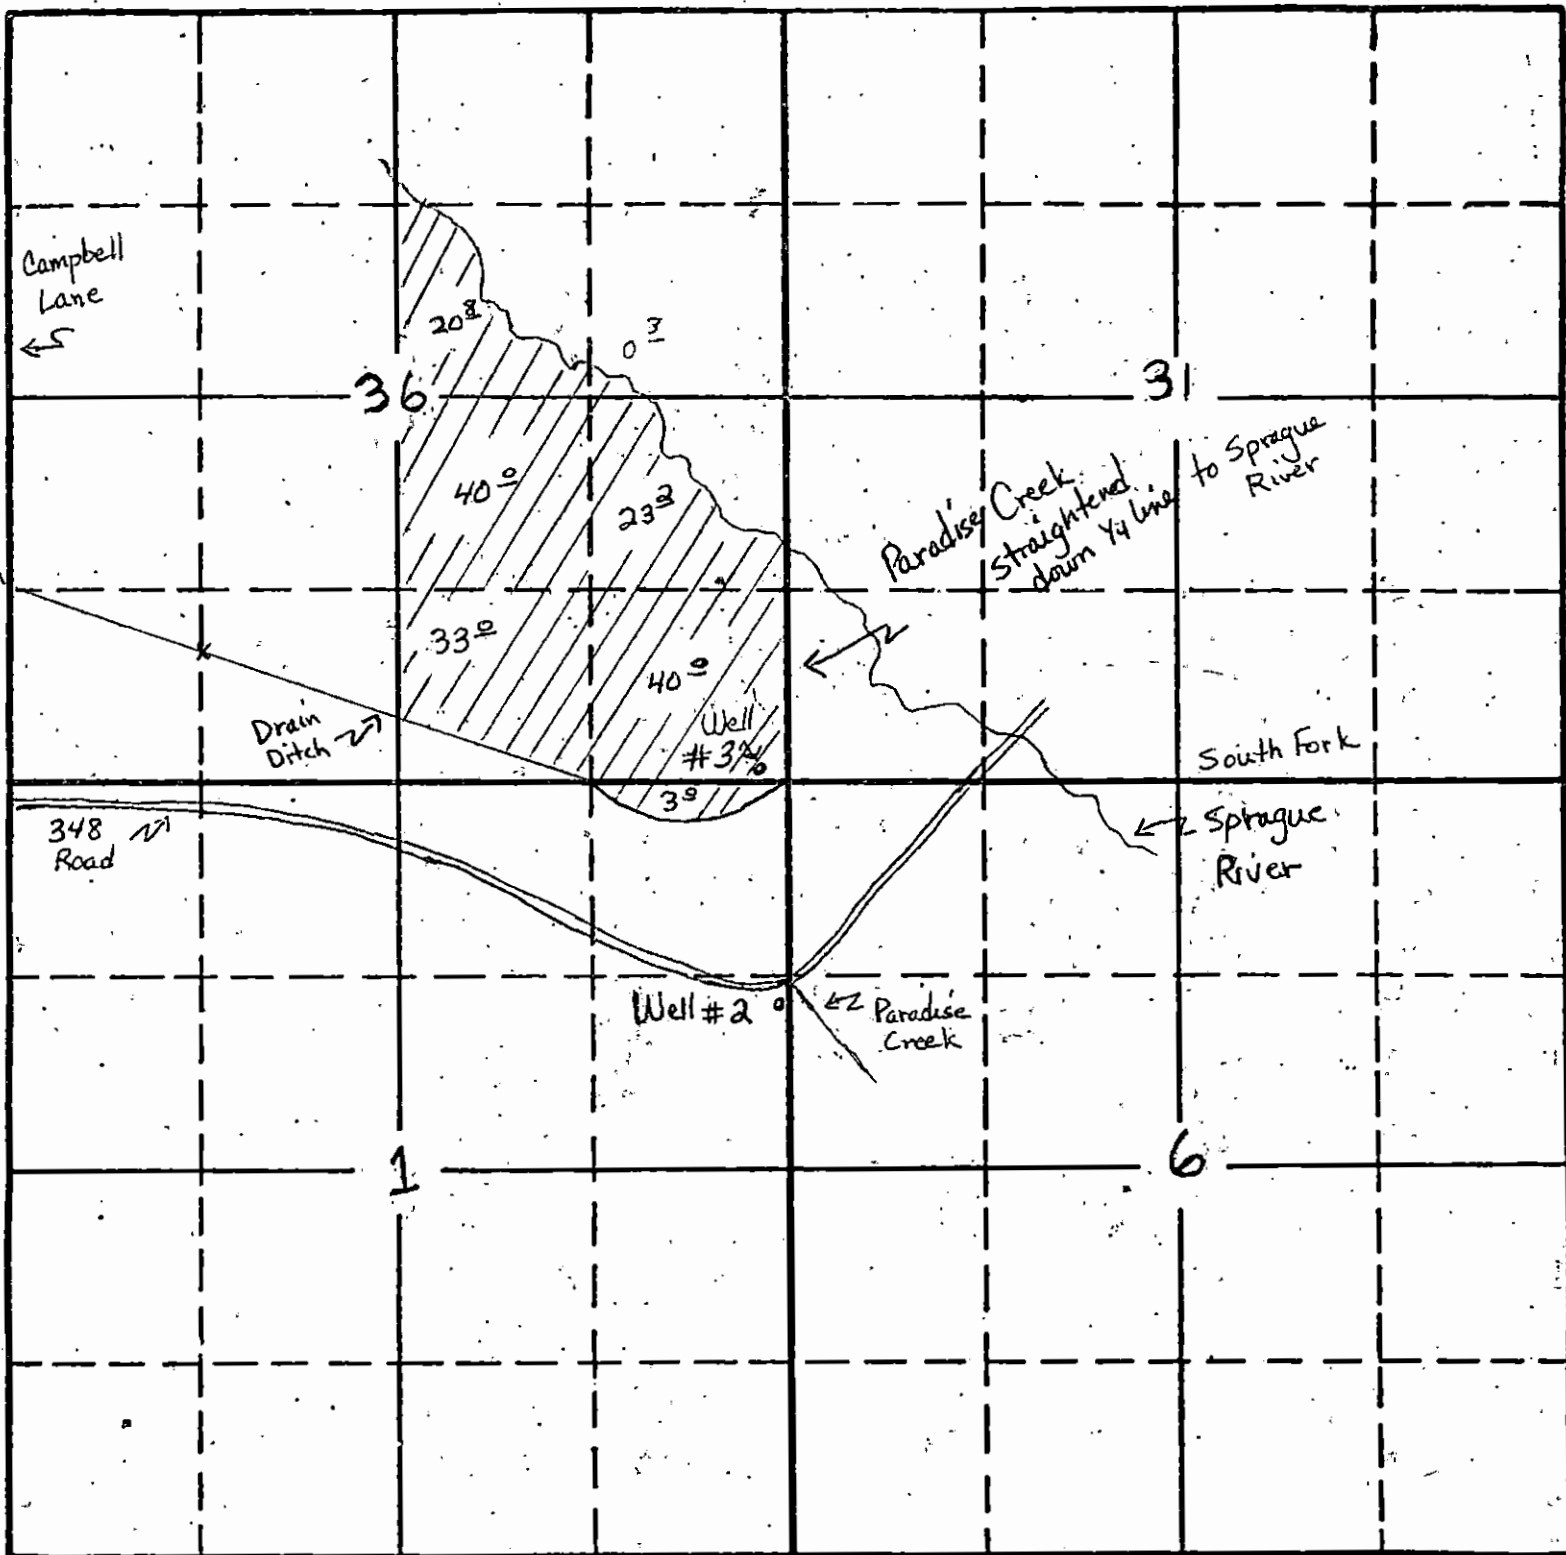 Campbell
Lane
20 8
0 3
36
31
40 0
23 2
Paradise Creek
straightened
down 1/4 line
to Sprague
River
33 0
40 0
Drain
Ditch
Well
#3
3 0
South Fork
Sprague
River
348
Road
Well #2
Paradise
Creek
1
6